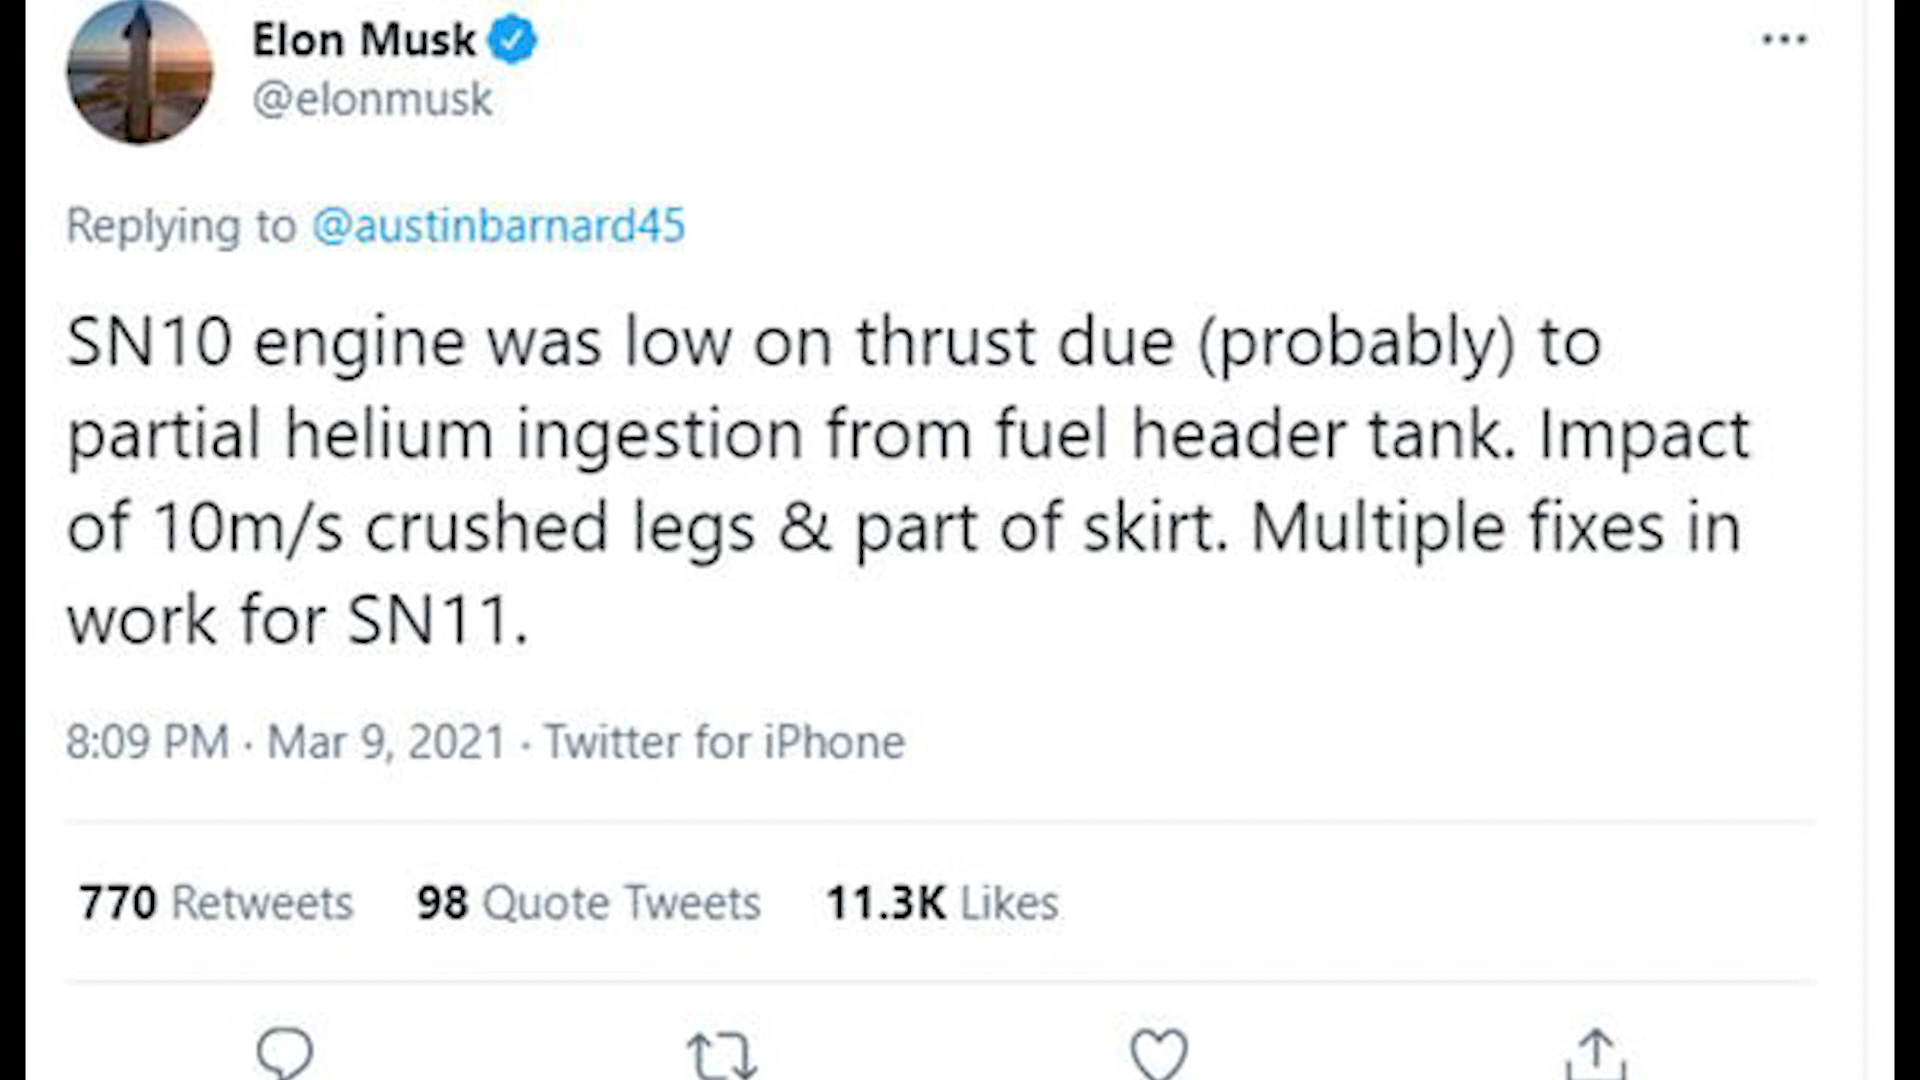 Elon Musk
@elonmusk
Replying to @austinbarnard45
SN10 engine was low on thrust due (probably) to
partial helium ingestion from fuel header tank. Impact
of 10m/s crushed legs & part of skirt. Multiple fixes in
work for SN11.
8:09 PM · Mar 9, 2021 · Twitter for iPhone
770 Retweets 98 Quote Tweets 11.3K Likes